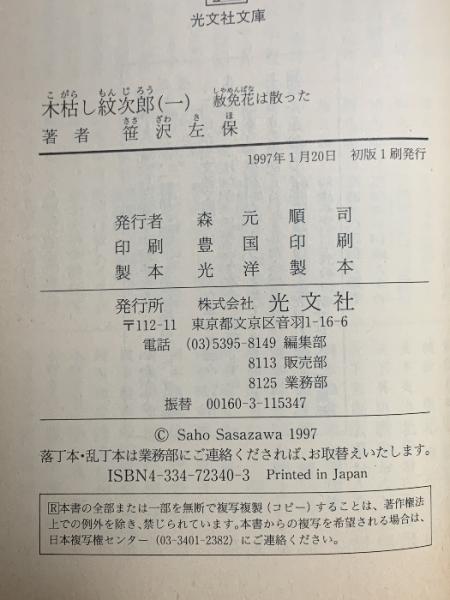 光文社文庫
木枯し紋次郎(一) 赦免花は散った
こがら もんじろう しゃめんばな
著者 笹沢左保
ささ ざわ さ ほ
1997年1月20日 初版1刷発行
発行者 森元順司
印刷 豊国印刷
製本 光洋製本
発行所 株式会社 光文社
〒112-11 東京都文京区音羽1-16-6
電話 (03)5395-8149 編集部
8113 販売部
8125 業務部
振替 00160-3-115347
© Saho Sasazawa 1997
落丁本・乱丁本は業務部にご連絡くだされば、お取替えいたします。
ISBN4-334-72340-3 Printed in Japan
R本書の全部または一部を無断で複写複製(コピー)することは、著作権法
上での例外を除き、禁じられています。本書からの複写を希望される場合は、
日本複写権センター(03-3401-2382)にご連絡ください。